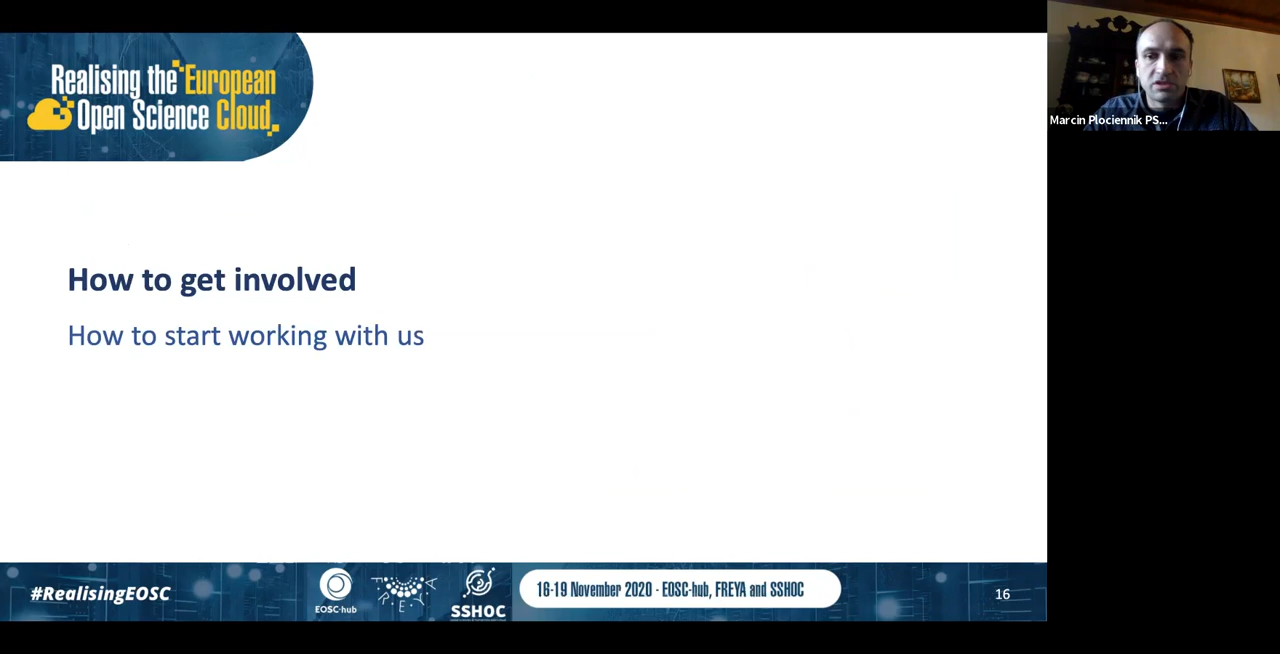 Realising the European
Open Science Cloud
Marcin Plociennik PS...
How to get involved
How to start working with us
#RealisingEOSC
EOSC-hub
FREYA
SSHOC
16-19 November 2020 - EOSC-hub, FREYA and SSHOC
16